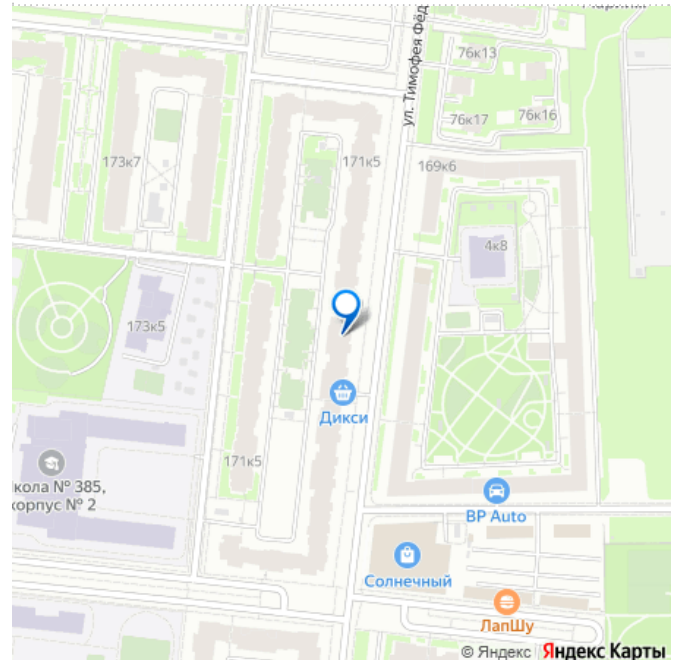 76к13
ул. Тимофея Фёд
76к17
76к16
173к7
171к5
169к6
4к8
173к5
Дикси
171к5
кола № 385,
корпус № 2
BP Auto
Солнечный
ЛапШу
© Яндекс Яндекс Карты